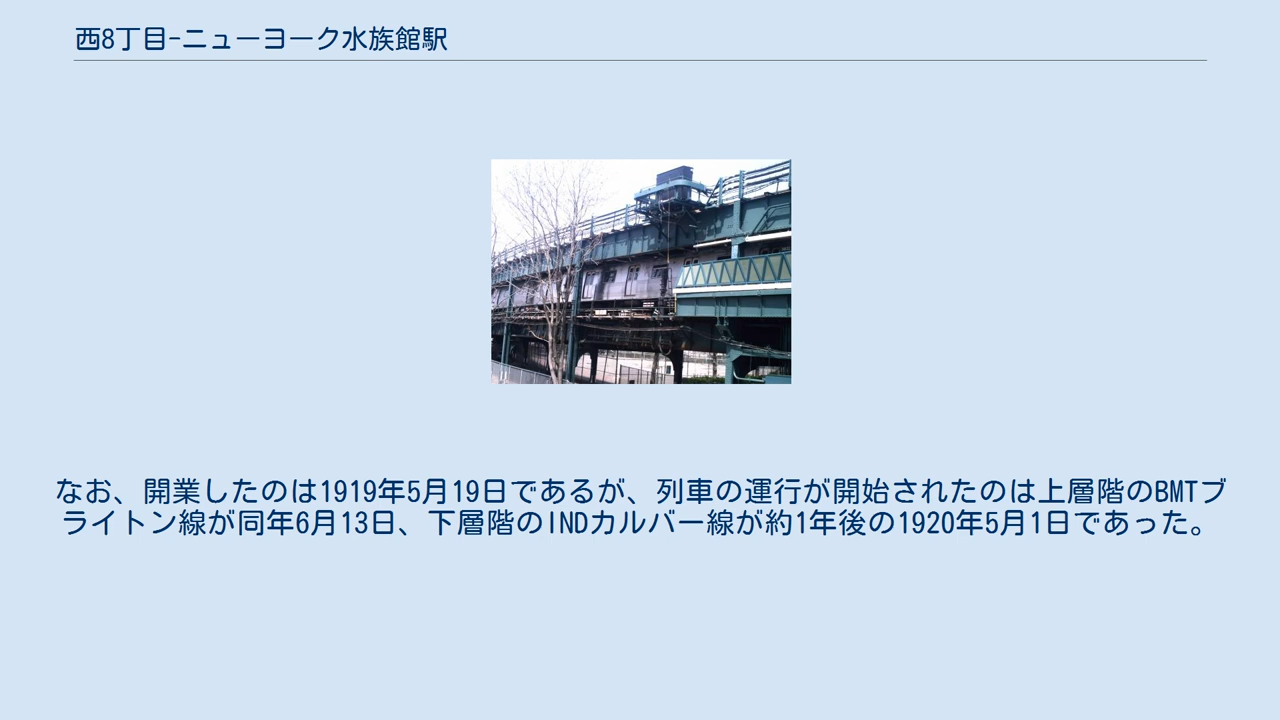 西8丁目-ニューヨーク水族館駅
なお、開業したのは1919年5月19日であるが、列車の運行が開始されたのは上層階のBMTブ
ライトン線が同年6月13日、下層階のINDカルバー線が約1年後の1920年5月1日であった。